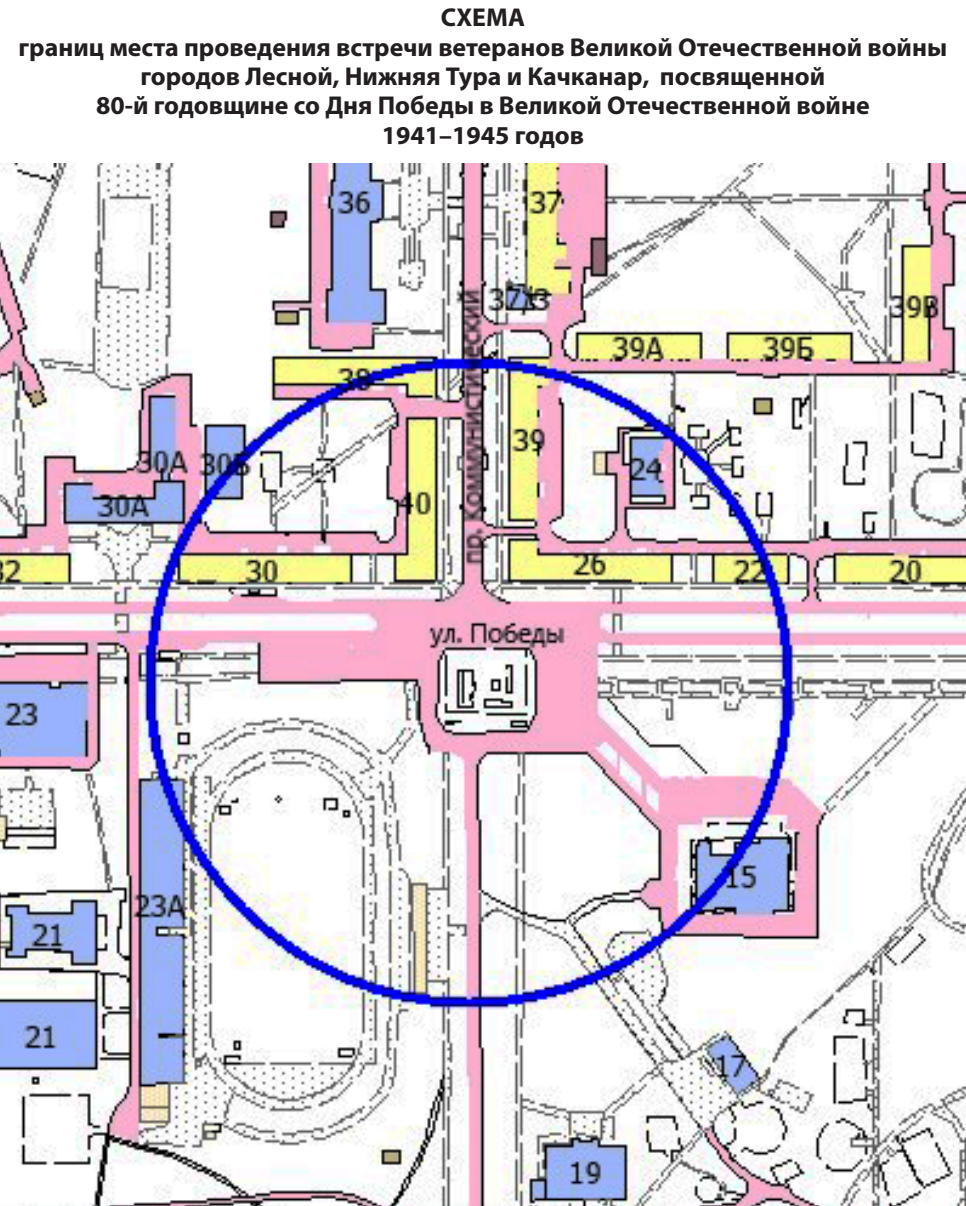 СХЕМА
границ места проведения встречи ветеранов Великой Отечественной войны
городов Лесной, Нижняя Тура и Качканар, посвященной
80-й годовщине со Дня Победы в Великой Отечественной войне
1941–1945 годов
36
37
39В
39А
39Б
38
пр. Коммунистический
39
30А
30Б
24
30А
40
32
30
26
22
20
ул. Победы
23
15
23А
21
21
17
19